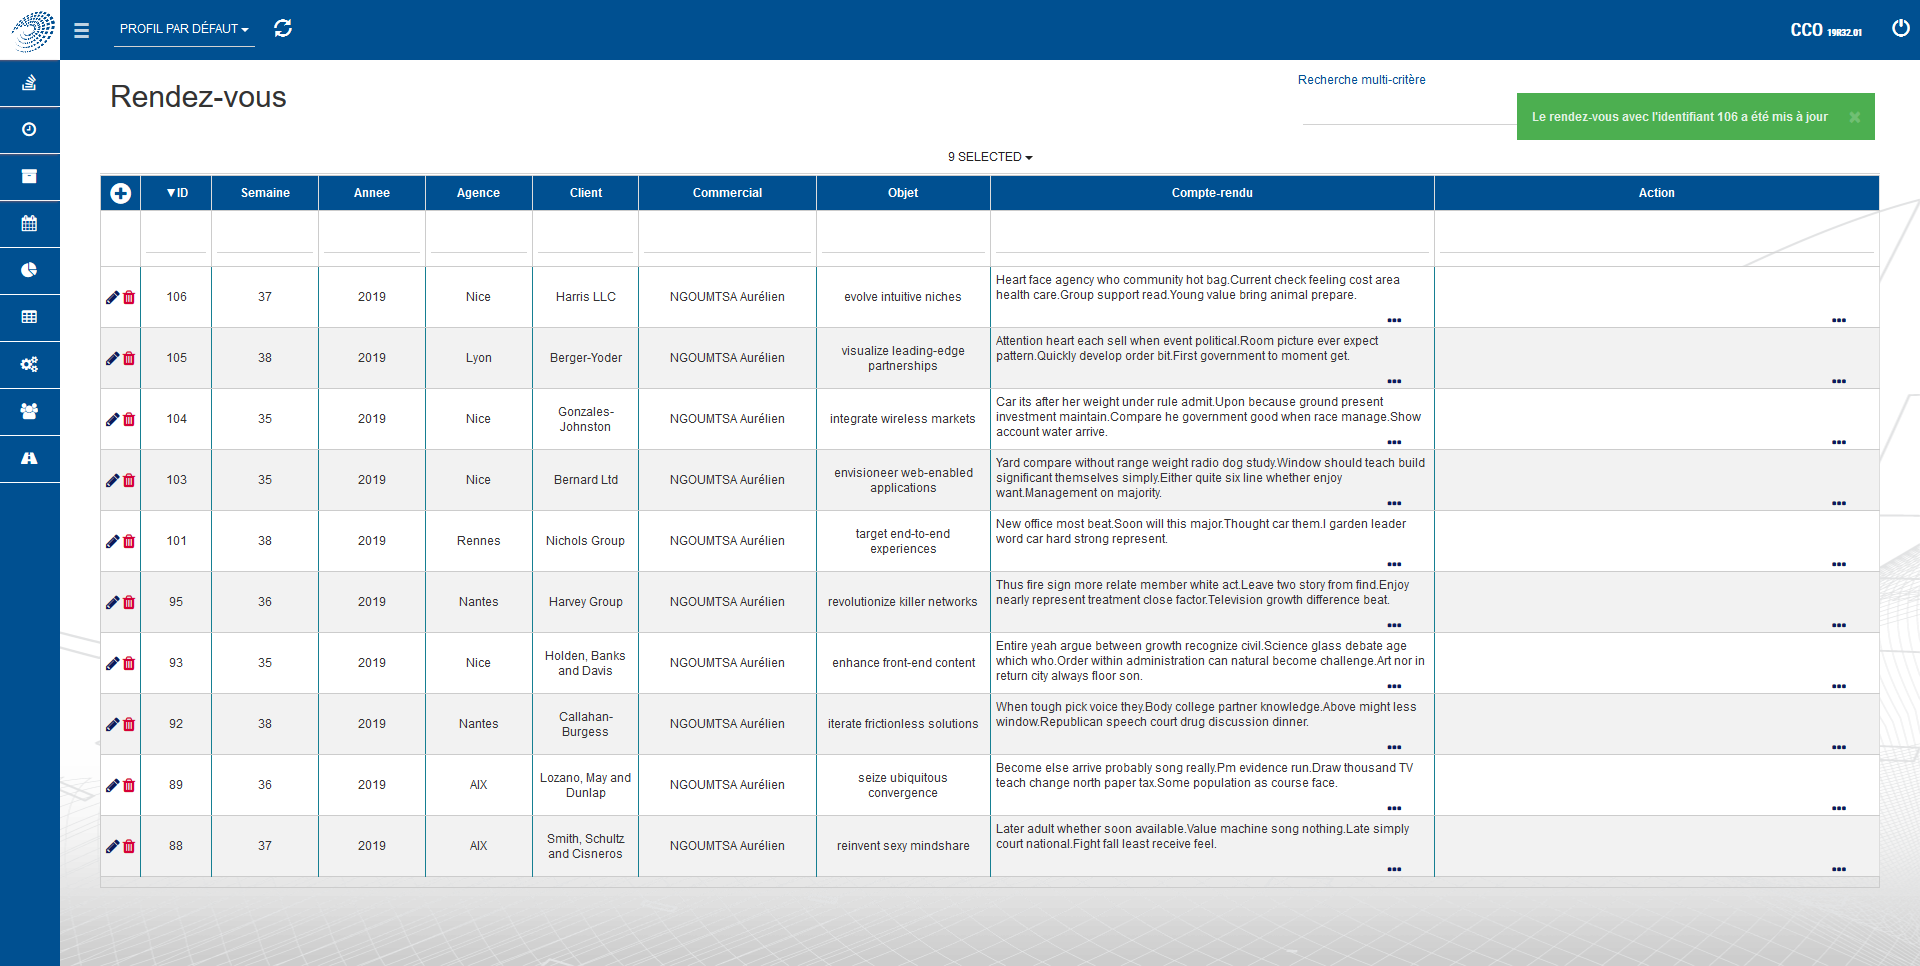 PROFIL PAR DÉFAUT
CCO 19R32.01
Rendez-vous
Recherche multi-critère
Le rendez-vous avec l'identifiant 106 a été mis à jour
9 SELECTED
▼ID Semaine Annee Agence Client Commercial Objet Compte-rendu Action
106 37 2019 Nice Harris LLC NGOUMTSA Aurélien evolve intuitive niches
Heart face agency who community hot bag.Current check feeling cost area
health care.Group support read.Young value bring animal prepare.
105 38 2019 Lyon Berger-Yoder NGOUMTSA Aurélien
visualize leading-edge
partnerships
Attention heart each sell when event political.Room picture ever expect
pattern.Quickly develop order bit.First government to moment get.
104 35 2019 Nice
Gonzales-
Johnston
NGOUMTSA Aurélien integrate wireless markets
Car its after her weight under rule admit.Upon because ground present
investment maintain.Compare he government good when race manage.Show
account water arrive.
103 35 2019 Nice Bernard Ltd NGOUMTSA Aurélien
envisioneer web-enabled
applications
Yard compare without range weight radio dog study.Window should teach build
significant themselves simply.Either quite six line whether enjoy
want.Management on majority.
101 38 2019 Rennes Nichols Group NGOUMTSA Aurélien
target end-to-end
experiences
New office most beat.Soon will this major.Thought car them.I garden leader
word car hard strong represent.
95 36 2019 Nantes Harvey Group NGOUMTSA Aurélien revolutionize killer networks
Thus fire sign more relate member white act.Leave two story from find.Enjoy
nearly represent treatment close factor.Television growth difference beat.
93 35 2019 Nice
Holden, Banks
and Davis
NGOUMTSA Aurélien enhance front-end content
Entire yeah argue between growth recognize civil.Science glass debate age
which who.Order within administration can natural become challenge.Art nor in
return city always floor son.
92 38 2019 Nantes
Callahan-
Burgess
NGOUMTSA Aurélien iterate frictionless solutions
When tough pick voice they.Body college partner knowledge.Above might less
window.Republican speech court drug discussion dinner.
89 36 2019 AIX
Lozano, May and
Dunlap
NGOUMTSA Aurélien
seize ubiquitous
convergence
Become else arrive probably song really.Pm evidence run.Draw thousand TV
teach change north paper tax.Some population as course face.
88 37 2019 AIX
Smith, Schultz
and Cisneros
NGOUMTSA Aurélien reinvent sexy mindshare
Later adult whether soon available.Value machine song nothing.Late simply
court national.Fight fall least receive feel.